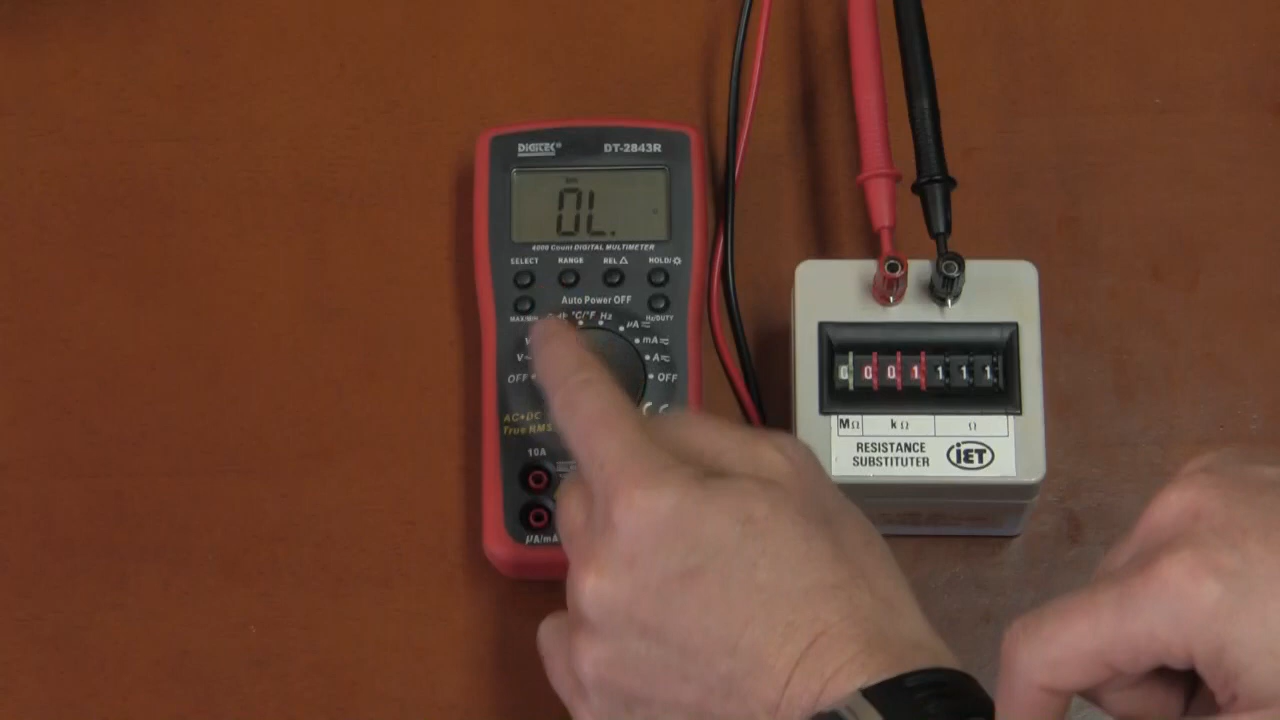 DIGITEK® DT-2843R
OL.
4000 Count DIGITAL MULTIMETER
SELECT RANGE REL △ HOLD/☼
Auto Power OFF
MAX/MIN Hz/DUTY
°C/°F Hz μA
mA
V A
OFF OFF
AC+DC
True RMS
10A
μA/mA
0 0 0 1 1 1 1
MΩ kΩ Ω
RESISTANCE
SUBSTITUTER
iET